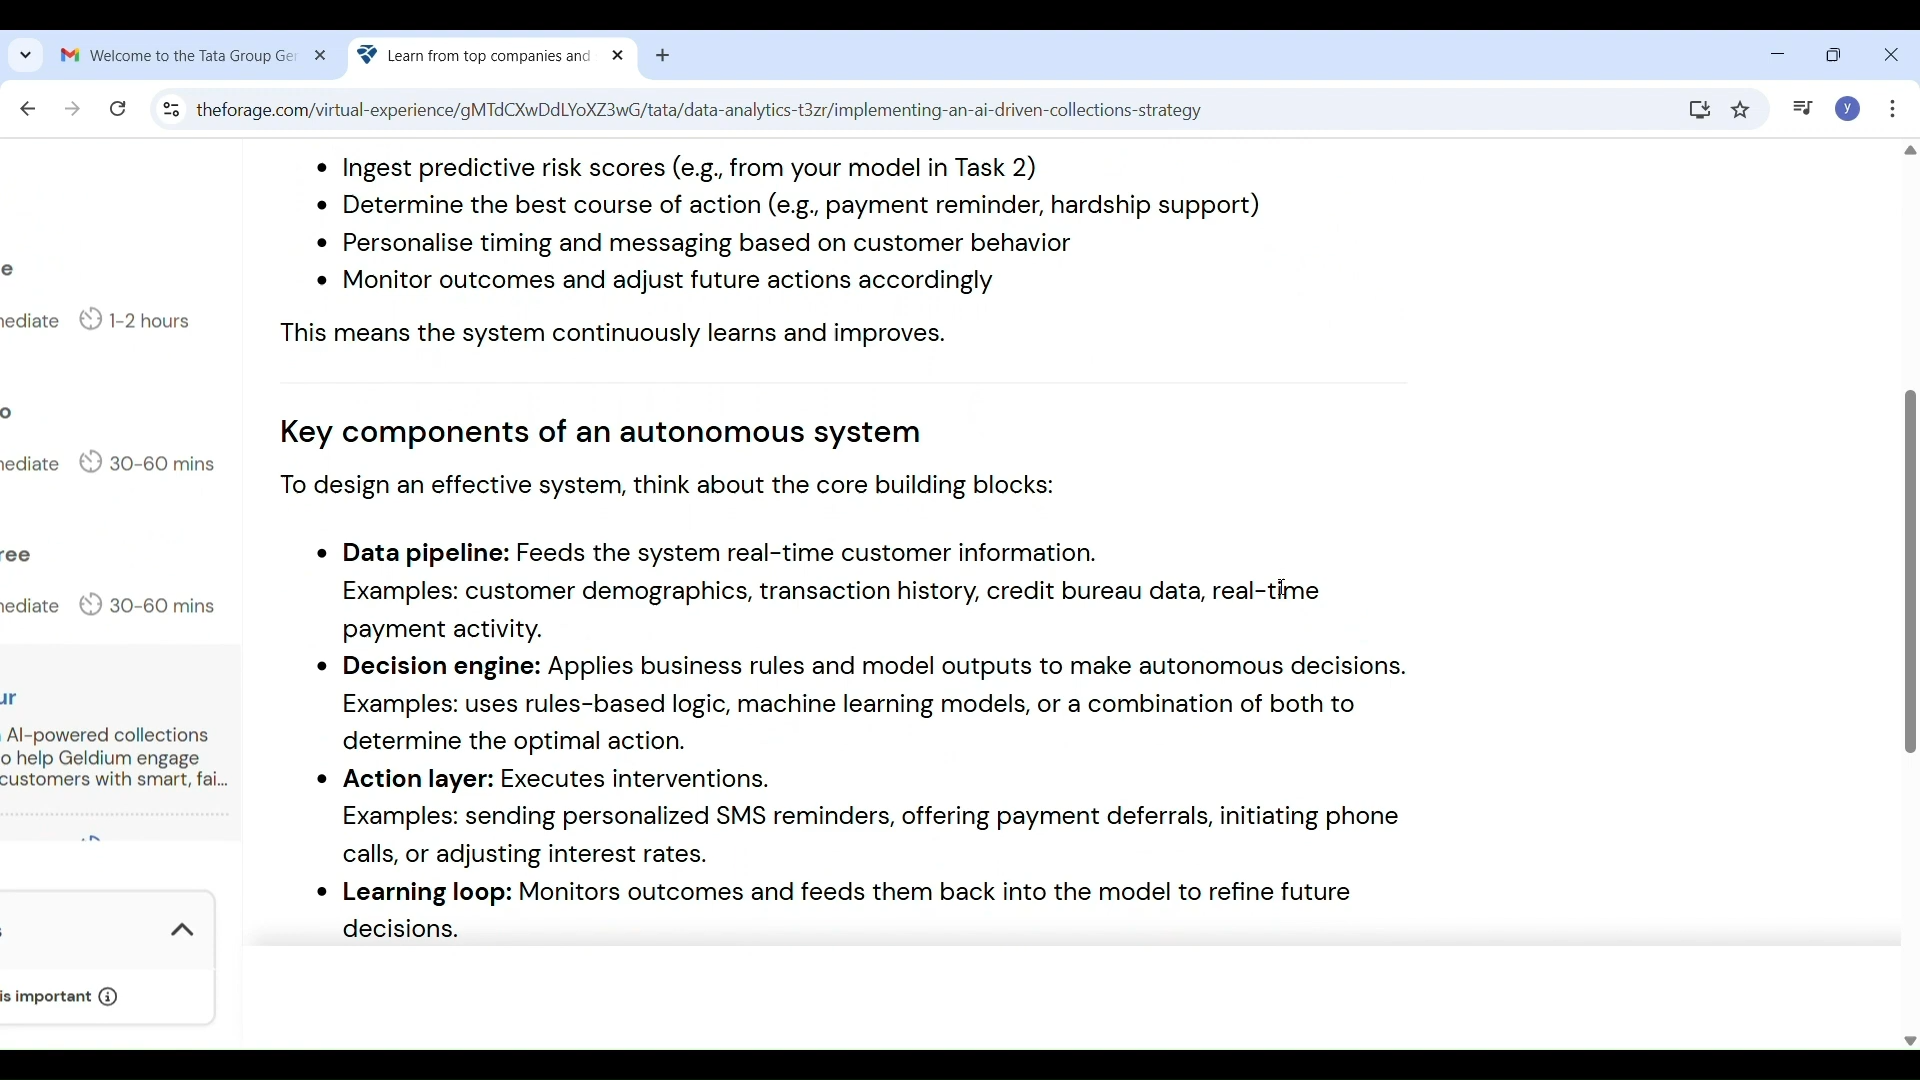 Welcome to the Tata Group Ger
Learn from top companies and
theforage.com/virtual-experience/gMTdCXwDdLYoXZ3wG/tata/data-analytics-t3zr/implementing-an-ai-driven-collections-strategy
y
• Ingest predictive risk scores (e.g., from your model in Task 2)
• Determine the best course of action (e.g., payment reminder, hardship support)
• Personalise timing and messaging based on customer behavior
• Monitor outcomes and adjust future actions accordingly
This means the system continuously learns and improves.
Key components of an autonomous system
To design an effective system, think about the core building blocks:
• Data pipeline: Feeds the system real-time customer information.
Examples: customer demographics, transaction history, credit bureau data, real-time
payment activity.
• Decision engine: Applies business rules and model outputs to make autonomous decisions.
Examples: uses rules-based logic, machine learning models, or a combination of both to
determine the optimal action.
• Action layer: Executes interventions.
Examples: sending personalized SMS reminders, offering payment deferrals, initiating phone
calls, or adjusting interest rates.
• Learning loop: Monitors outcomes and feeds them back into the model to refine future
decisions.
e
nediate 1-2 hours
o
nediate 30-60 mins
ree
nediate 30-60 mins
ur
AI-powered collections
o help Geldium engage
customers with smart, fai...
s
is important